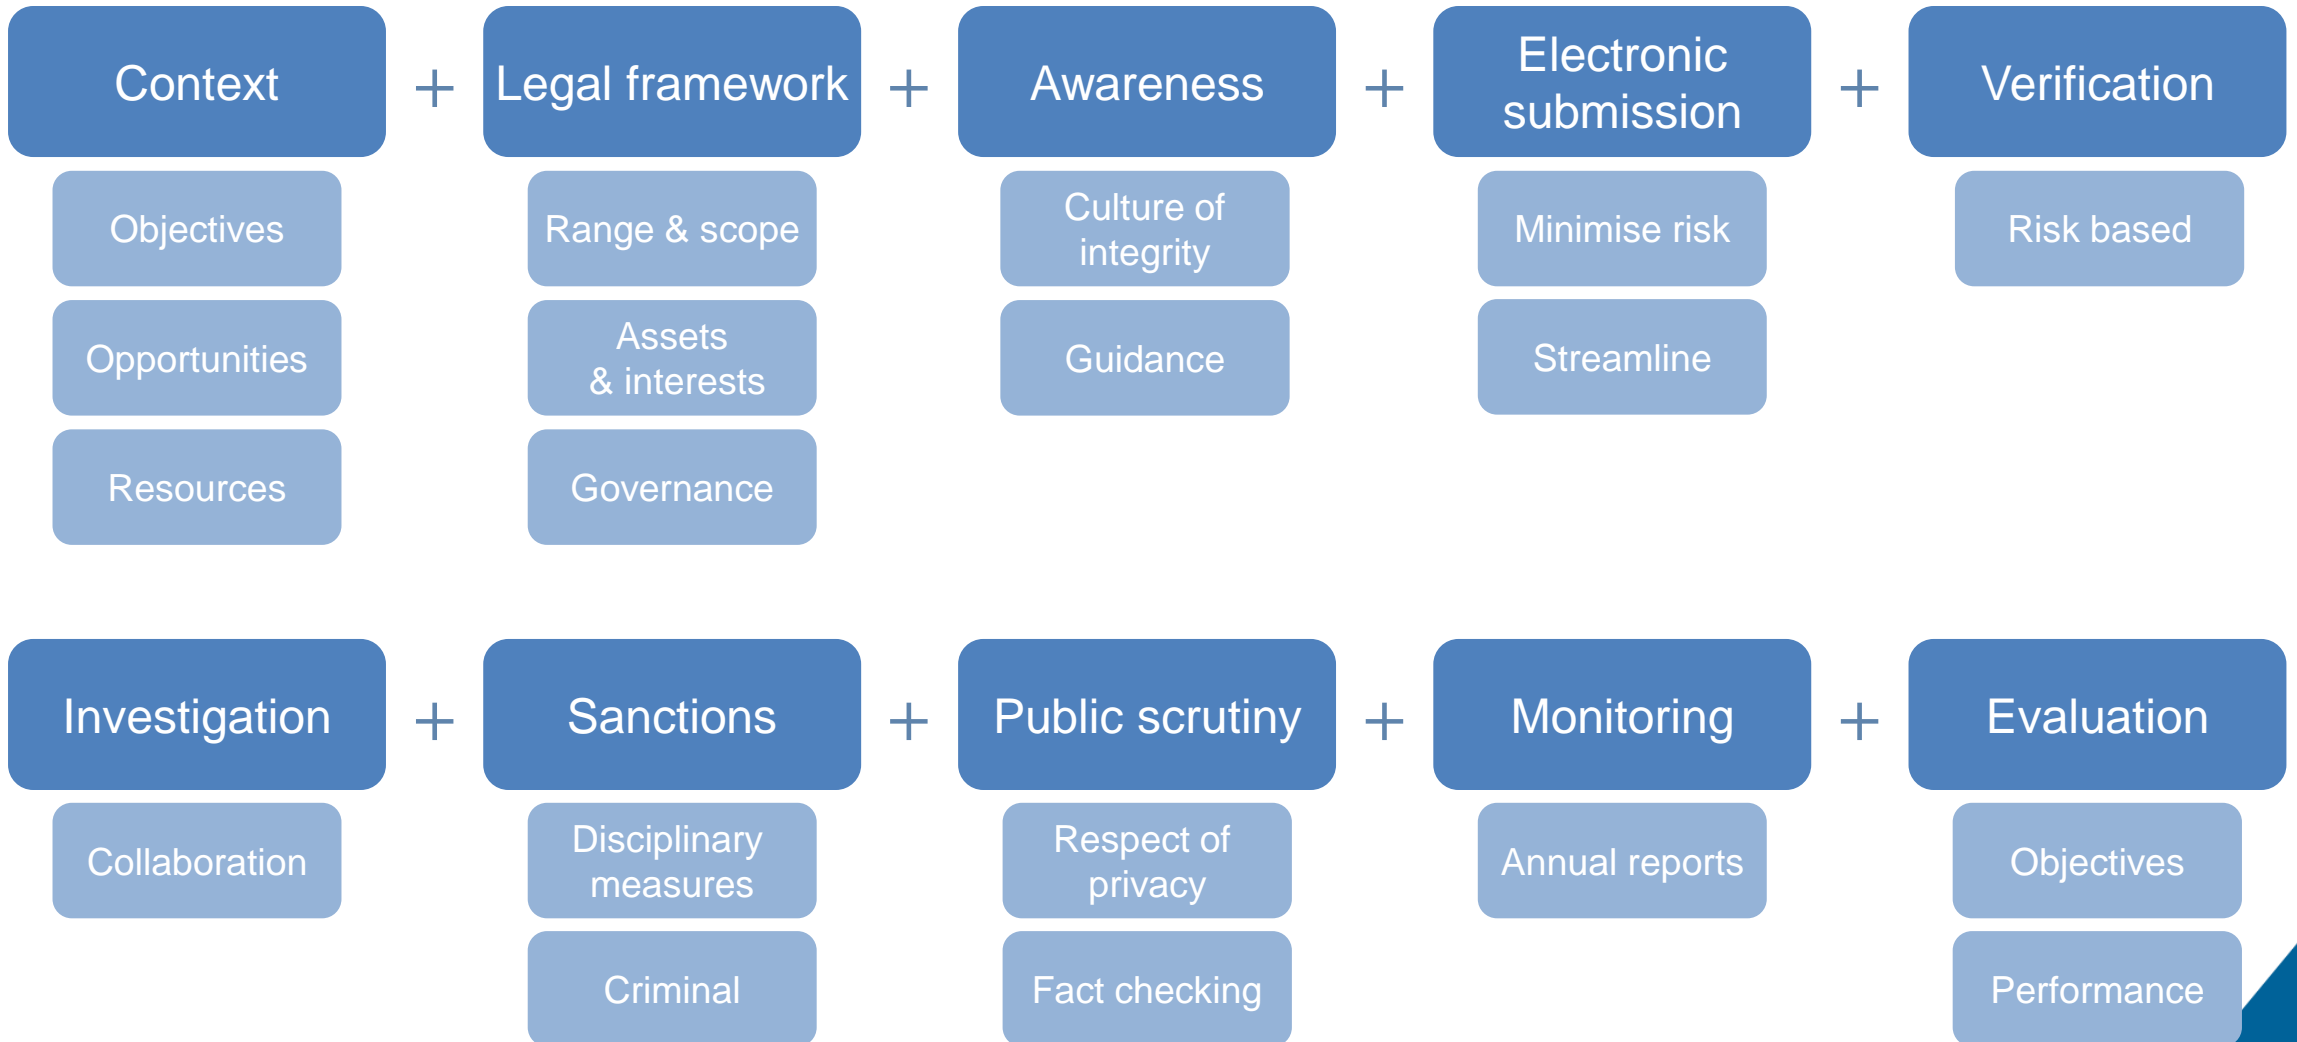 Context
+
Legal framework
+
Awareness
+
Electronic
submission
+
Verification
Objectives
Range & scope
Culture of
integrity
Minimise risk
Risk based
Opportunities
Assets
& interests
Guidance
Streamline
Resources
Governance
Investigation
+
Sanctions
+
Public scrutiny
+
Monitoring
+
Evaluation
Collaboration
Disciplinary
measures
Respect of
privacy
Annual reports
Objectives
Criminal
Fact checking
Performance